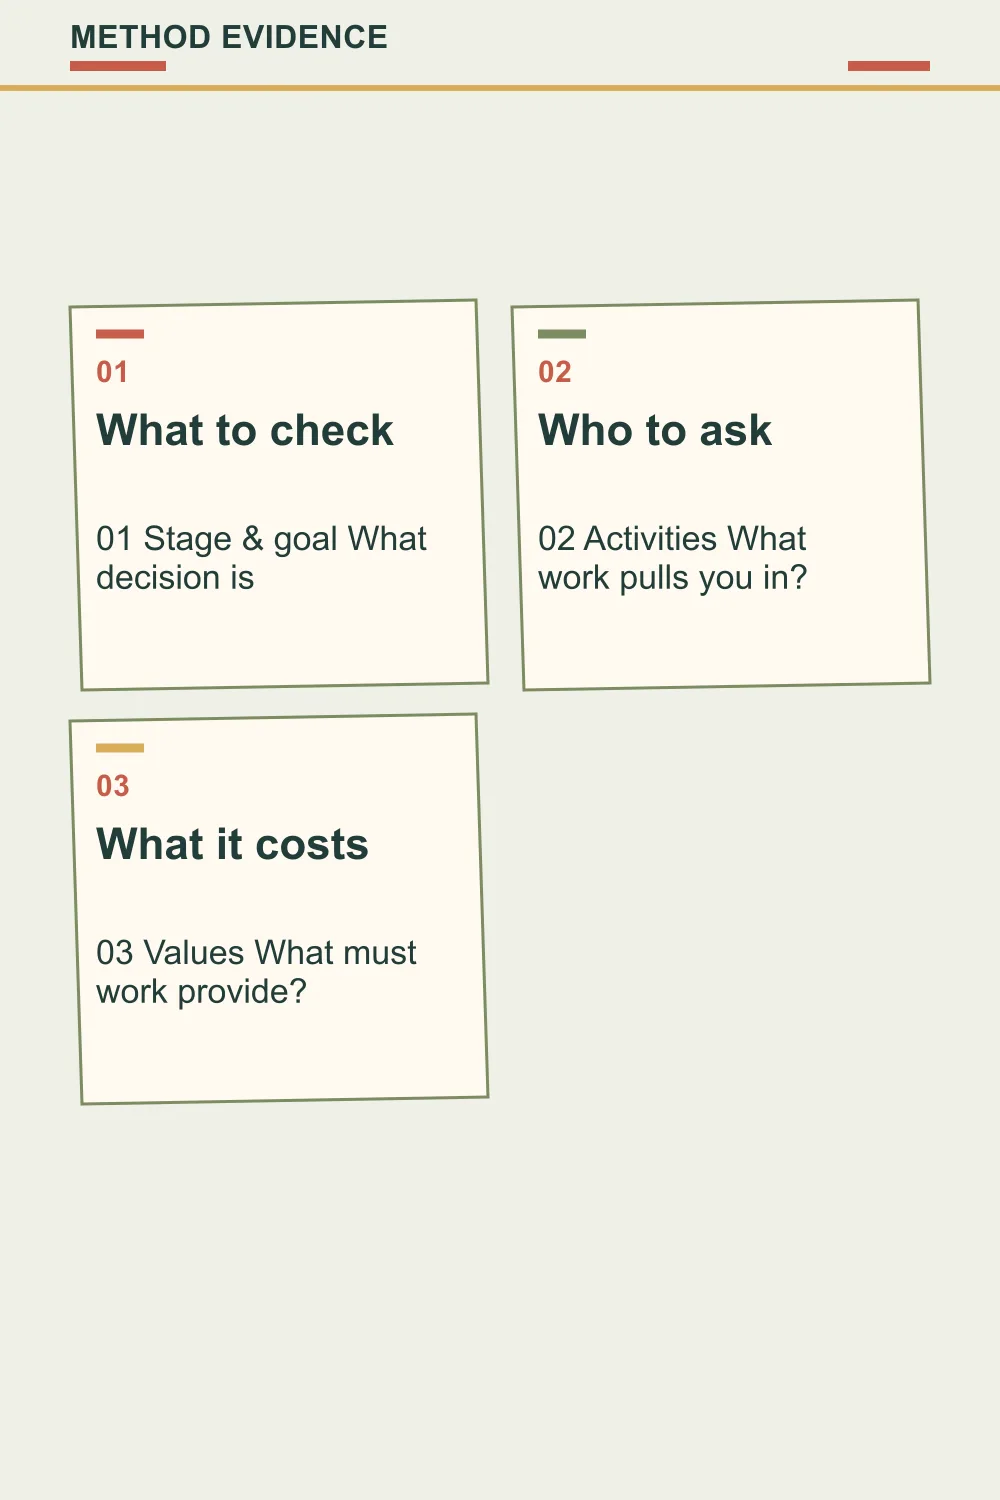 METHOD EVIDENCE
01
What to check
01 Stage & goal What
decision is
02
Who to ask
02 Activities What
work pulls you in?
03
What it costs
03 Values What must
work provide?